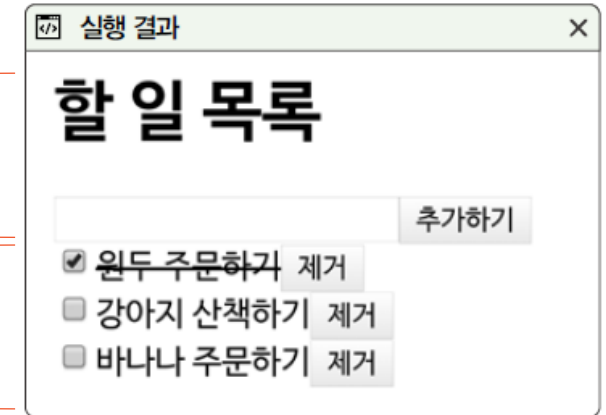 </> 실행 결과 ×
할 일 목록
추가하기
원두 주문하기 제거
강아지 산책하기 제거
바나나 주문하기 제거